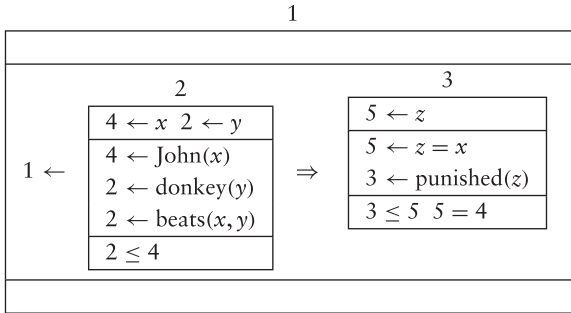 1
2
3
4 ← x 2 ← y
5 ← z
4 ← John(x)
5 ← z = x
1 ←
2 ← donkey(y)
⇒
3 ← punished(z)
2 ← beats(x, y)
3 ≤ 5 5 = 4
2 ≤ 4